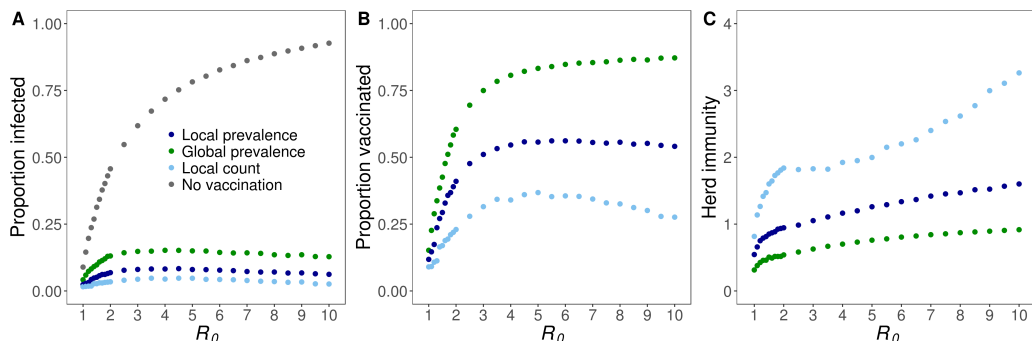 A
Proportion infected
1.00
0.75
0.50
0.25
0.00
Local prevalence
Global prevalence
Local count
No vaccination
1 2 3 4 5 6 7 8 9 10
R0
B
Proportion vaccinated
1.00
0.75
0.50
0.25
0.00
1 2 3 4 5 6 7 8 9 10
R0
C
Herd immunity
4
3
2
1
0
1 2 3 4 5 6 7 8 9 10
R0